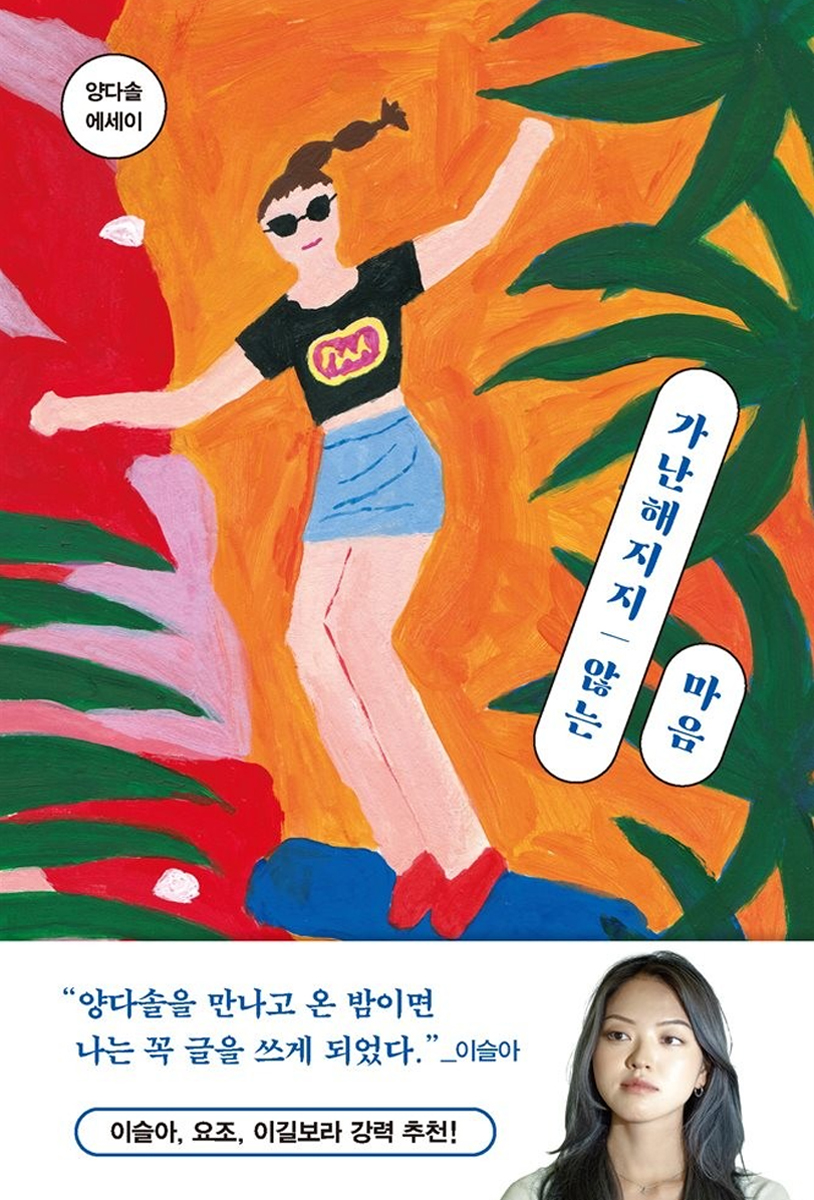 양다솔
에세이
가난해지지 않는
마음
“양다솔을 만나고 온 밤이면
나는 꼭 글을 쓰게 되었다.”_이슬아
이슬아, 요조, 이길보라 강력 추천!